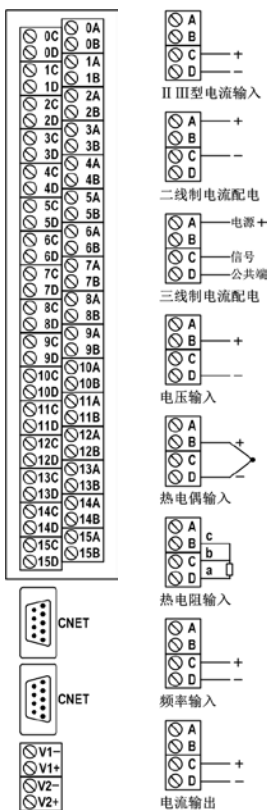 0A
0B
0C
0D
1A
1B
1C
1D
2A
2B
2C
2D
3A
3B
3C
3D
4A
4B
4C
4D
5A
5B
5C
5D
6A
6B
6C
6D
7A
7B
7C
7D
8A
8B
8C
8D
9A
9B
9C
9D
10A
10B
10C
10D
11A
11B
11C
11D
12A
12B
12C
12D
13A
13B
13C
13D
14A
14B
14C
14D
15A
15B
15C
15D
CNET
CNET
V1−
V1+
V2−
V2+
A
B
C +
D −
II III型电流输入
A +
B
C −
D
二线制电流配电
A 电源+
B
C 信号
D 公共端
三线制电流配电
A
B +
C
D −
电压输入
A
B +
C
D −
热电偶输入
A
B c
b
C
D a
热电阻输入
A
B
C +
D −
频率输入
A
B
C +
D −
电流输出